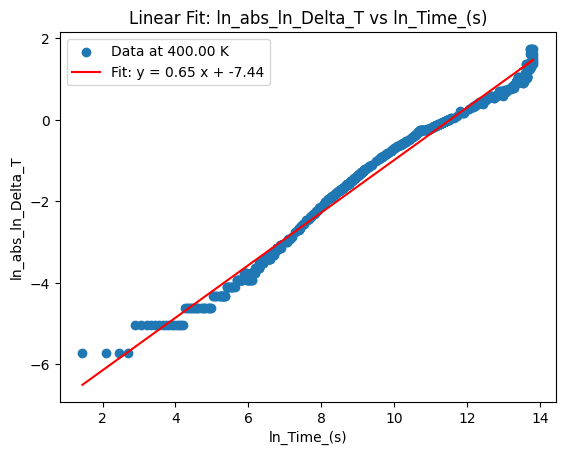 Linear Fit: ln_abs_ln_Delta_T vs ln_Time_(s)
Data at 400.00 K
Fit: y = 0.65 x + -7.44
2
0
−2
−4
−6
ln_abs_ln_Delta_T
2 4 6 8 10 12 14
ln_Time_(s)